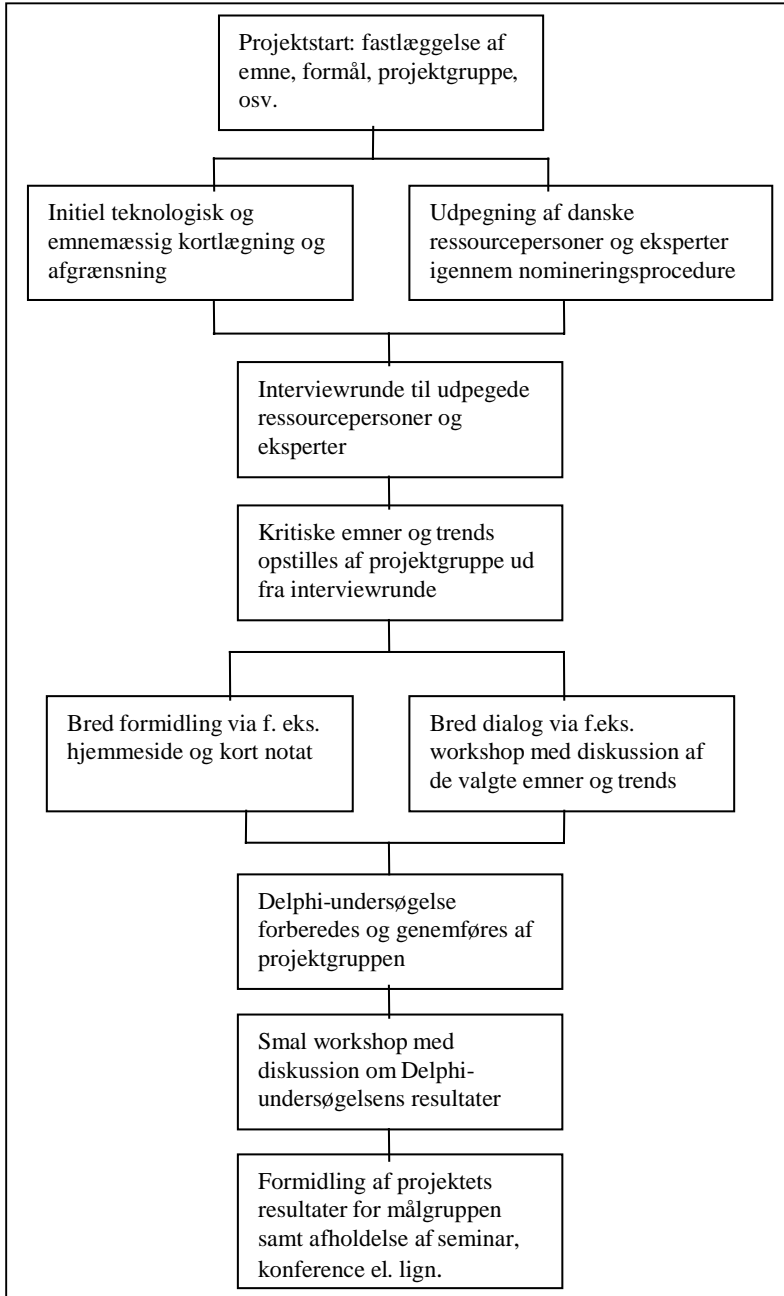 Projektstart: fastlæggelse af
emne, formål, projektgruppe,
osv.
Initiel teknologisk og
emnemæssig kortlægning og
afgrænsning
Udpegning af danske
ressourcepersoner og eksperter
igennem nomineringsprocedure
Interviewrunde til udpegede
ressourcepersoner og
eksperter
Kritiske emner og trends
opstilles af projektgruppe ud
fra interviewrunde
Bred formidling via f. eks.
hjemmeside og kort notat
Bred dialog via f.eks.
workshop med diskussion af
de valgte emner og trends
Delphi-undersøgelse
forberedes og genemføres af
projektgruppen
Smal workshop med
diskussion om Delphi-
undersøgelsens resultater
Formidling af projektets
resultater for målgruppen
samt afholdelse af seminar,
konference el. lign.